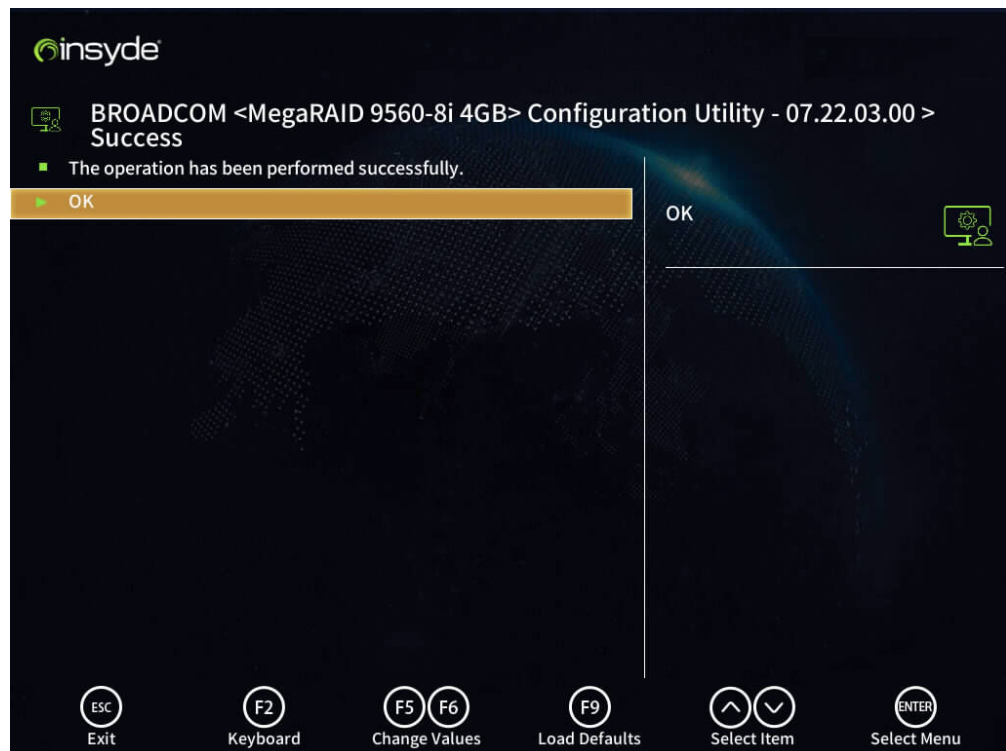 insyde
BROADCOM <MegaRAID 9560-8i 4GB> Configuration Utility - 07.22.03.00 >
Success
The operation has been performed successfully.
OK
OK
ESC
Exit
F2
Keyboard
F5 F6
Change Values
F9
Load Defaults
Select Item
ENTER
Select Menu